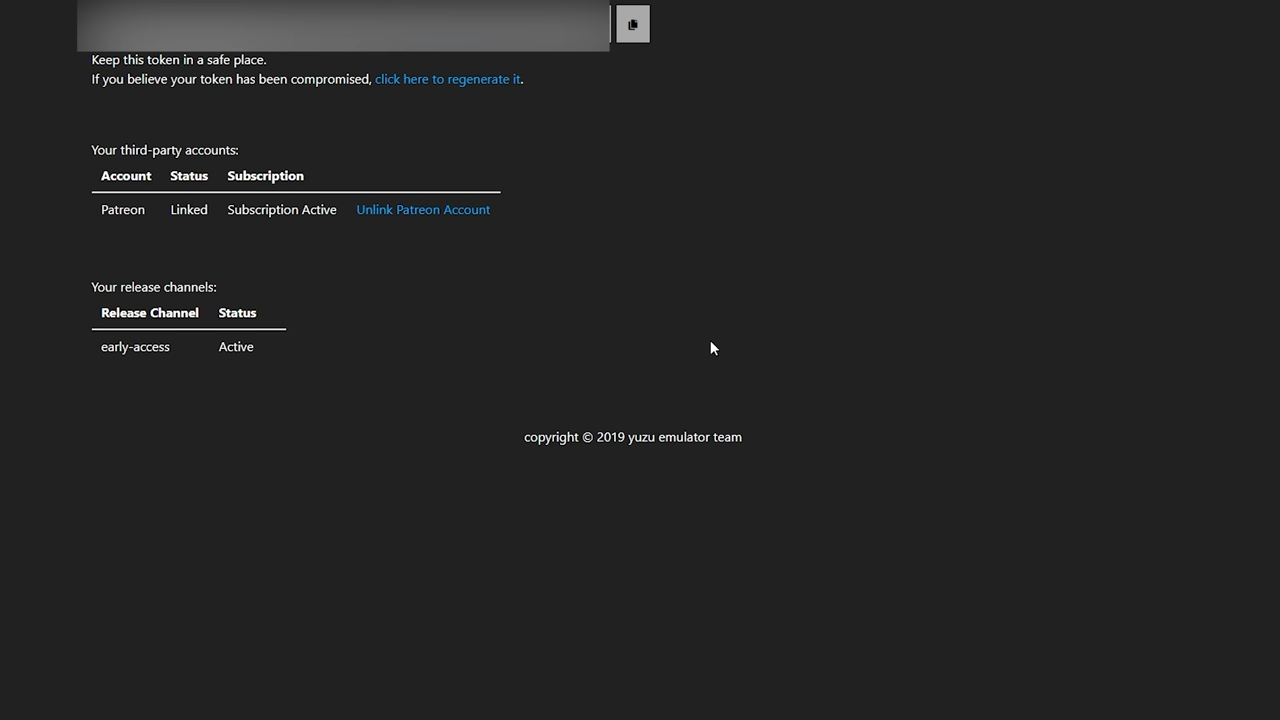 Keep this token in a safe place.
If you believe your token has been compromised, click here to regenerate it.
Your third-party accounts:
Account Status Subscription
Patreon Linked Subscription Active Unlink Patreon Account
Your release channels:
Release Channel Status
early-access Active
copyright © 2019 yuzu emulator team